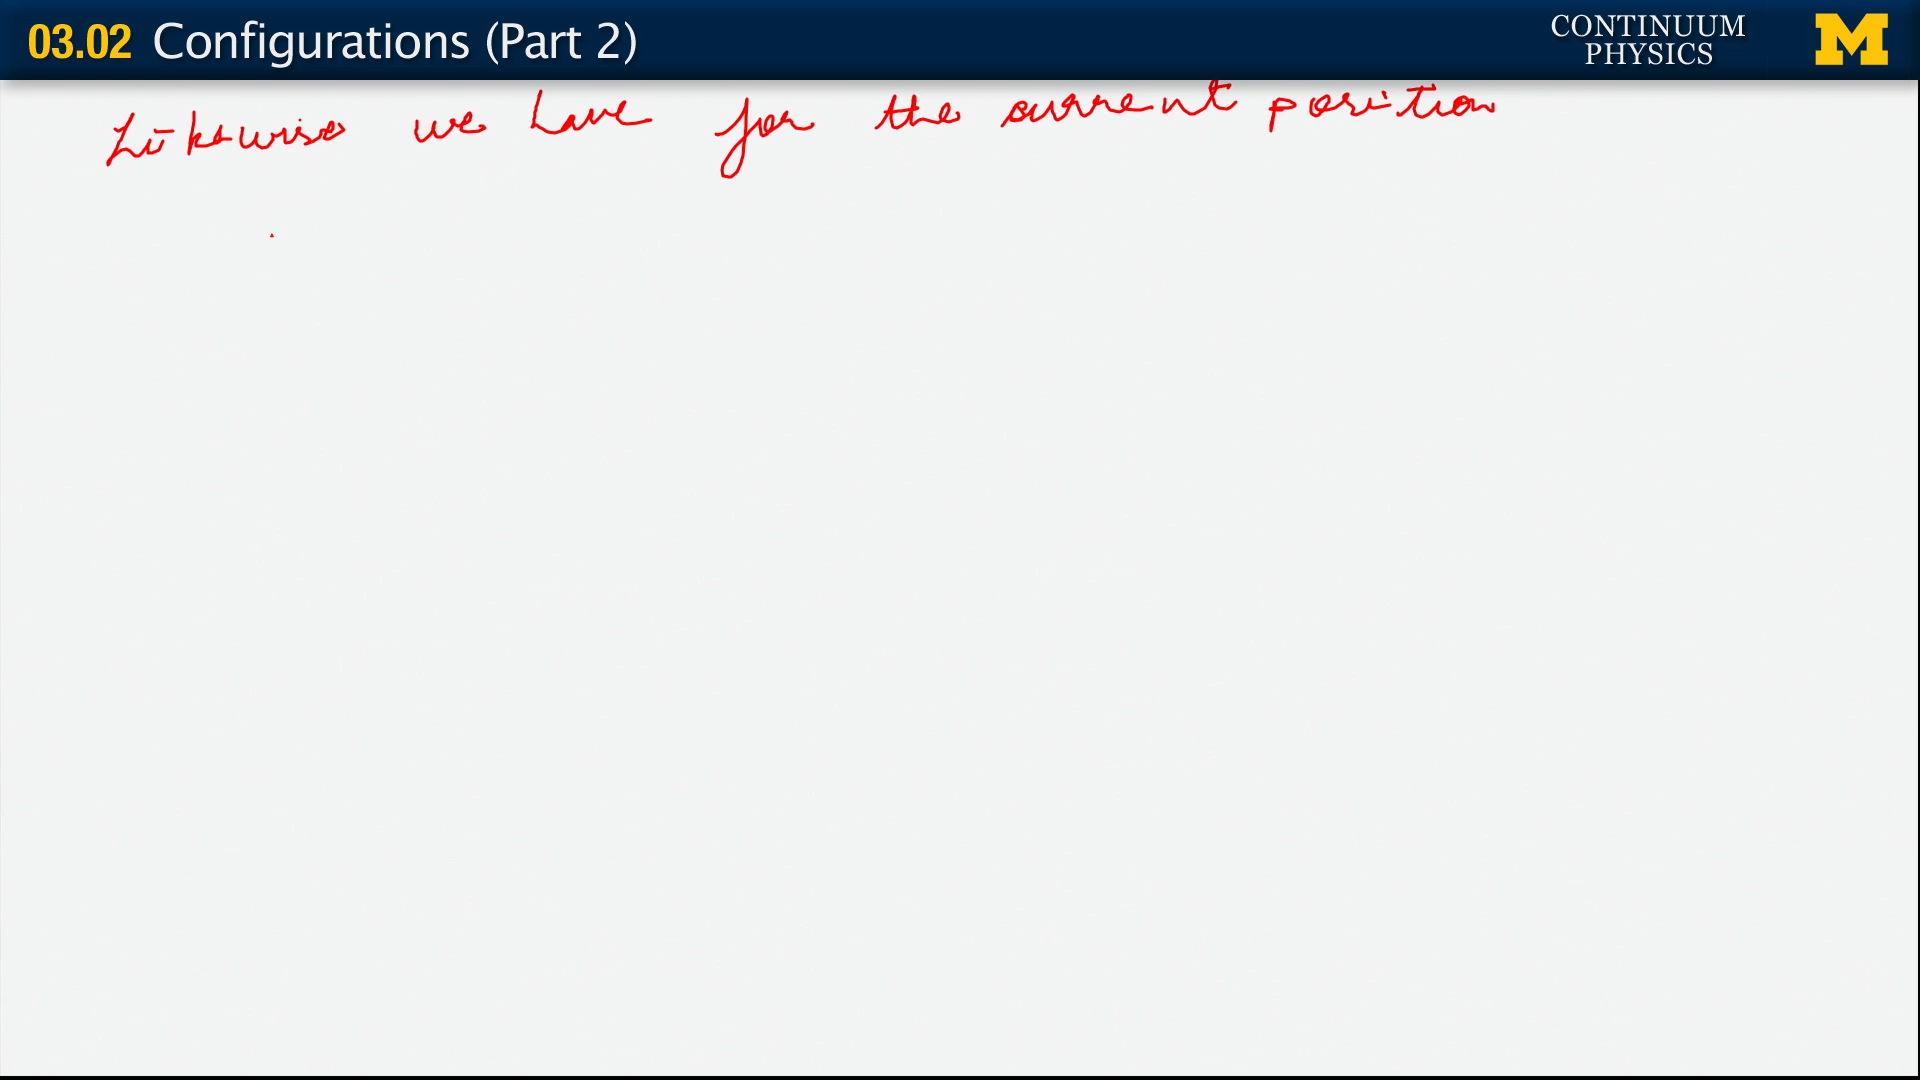 03.02 Configurations (Part 2)
CONTINUUM
PHYSICS
M
Likewise we have for the current position